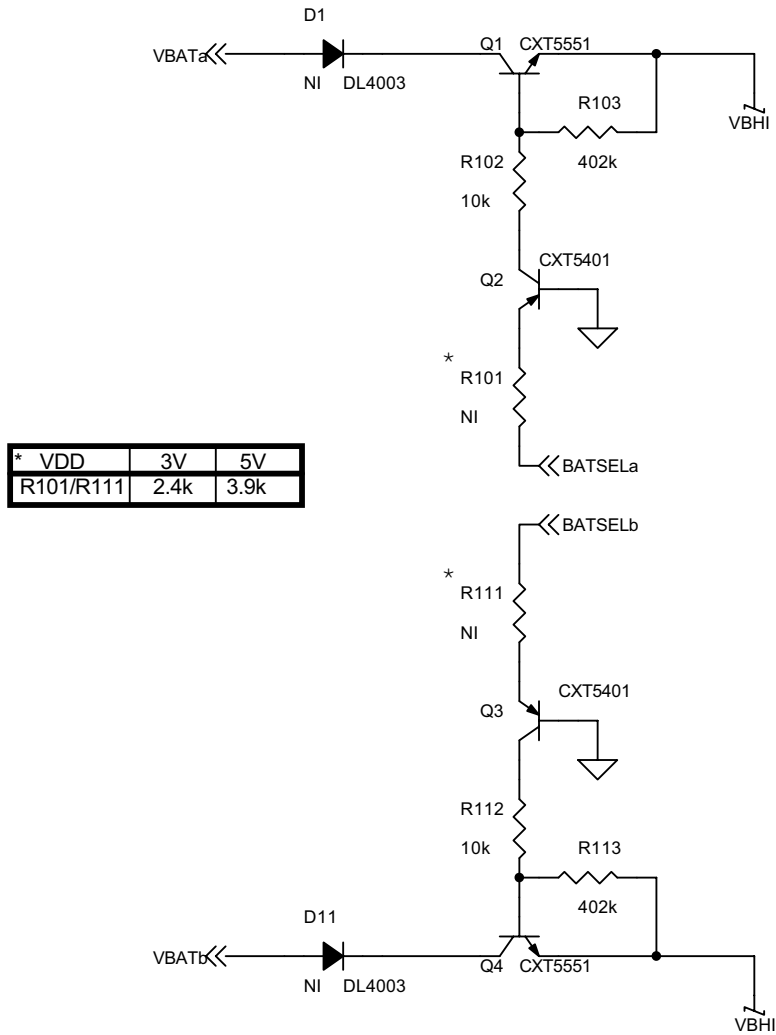 D1
VBATa
NI DL4003
Q1 CXT5551
R103
402k
VBHI
R102
10k
CXT5401
Q2
*
R101
NI
BATSELa
* VDD 3V 5V
R101/R111 2.4k 3.9k
BATSELb
*
R111
NI
CXT5401
Q3
R112
10k
R113
402k
D11
VBATb
NI DL4003
Q4 CXT5551
VBHI